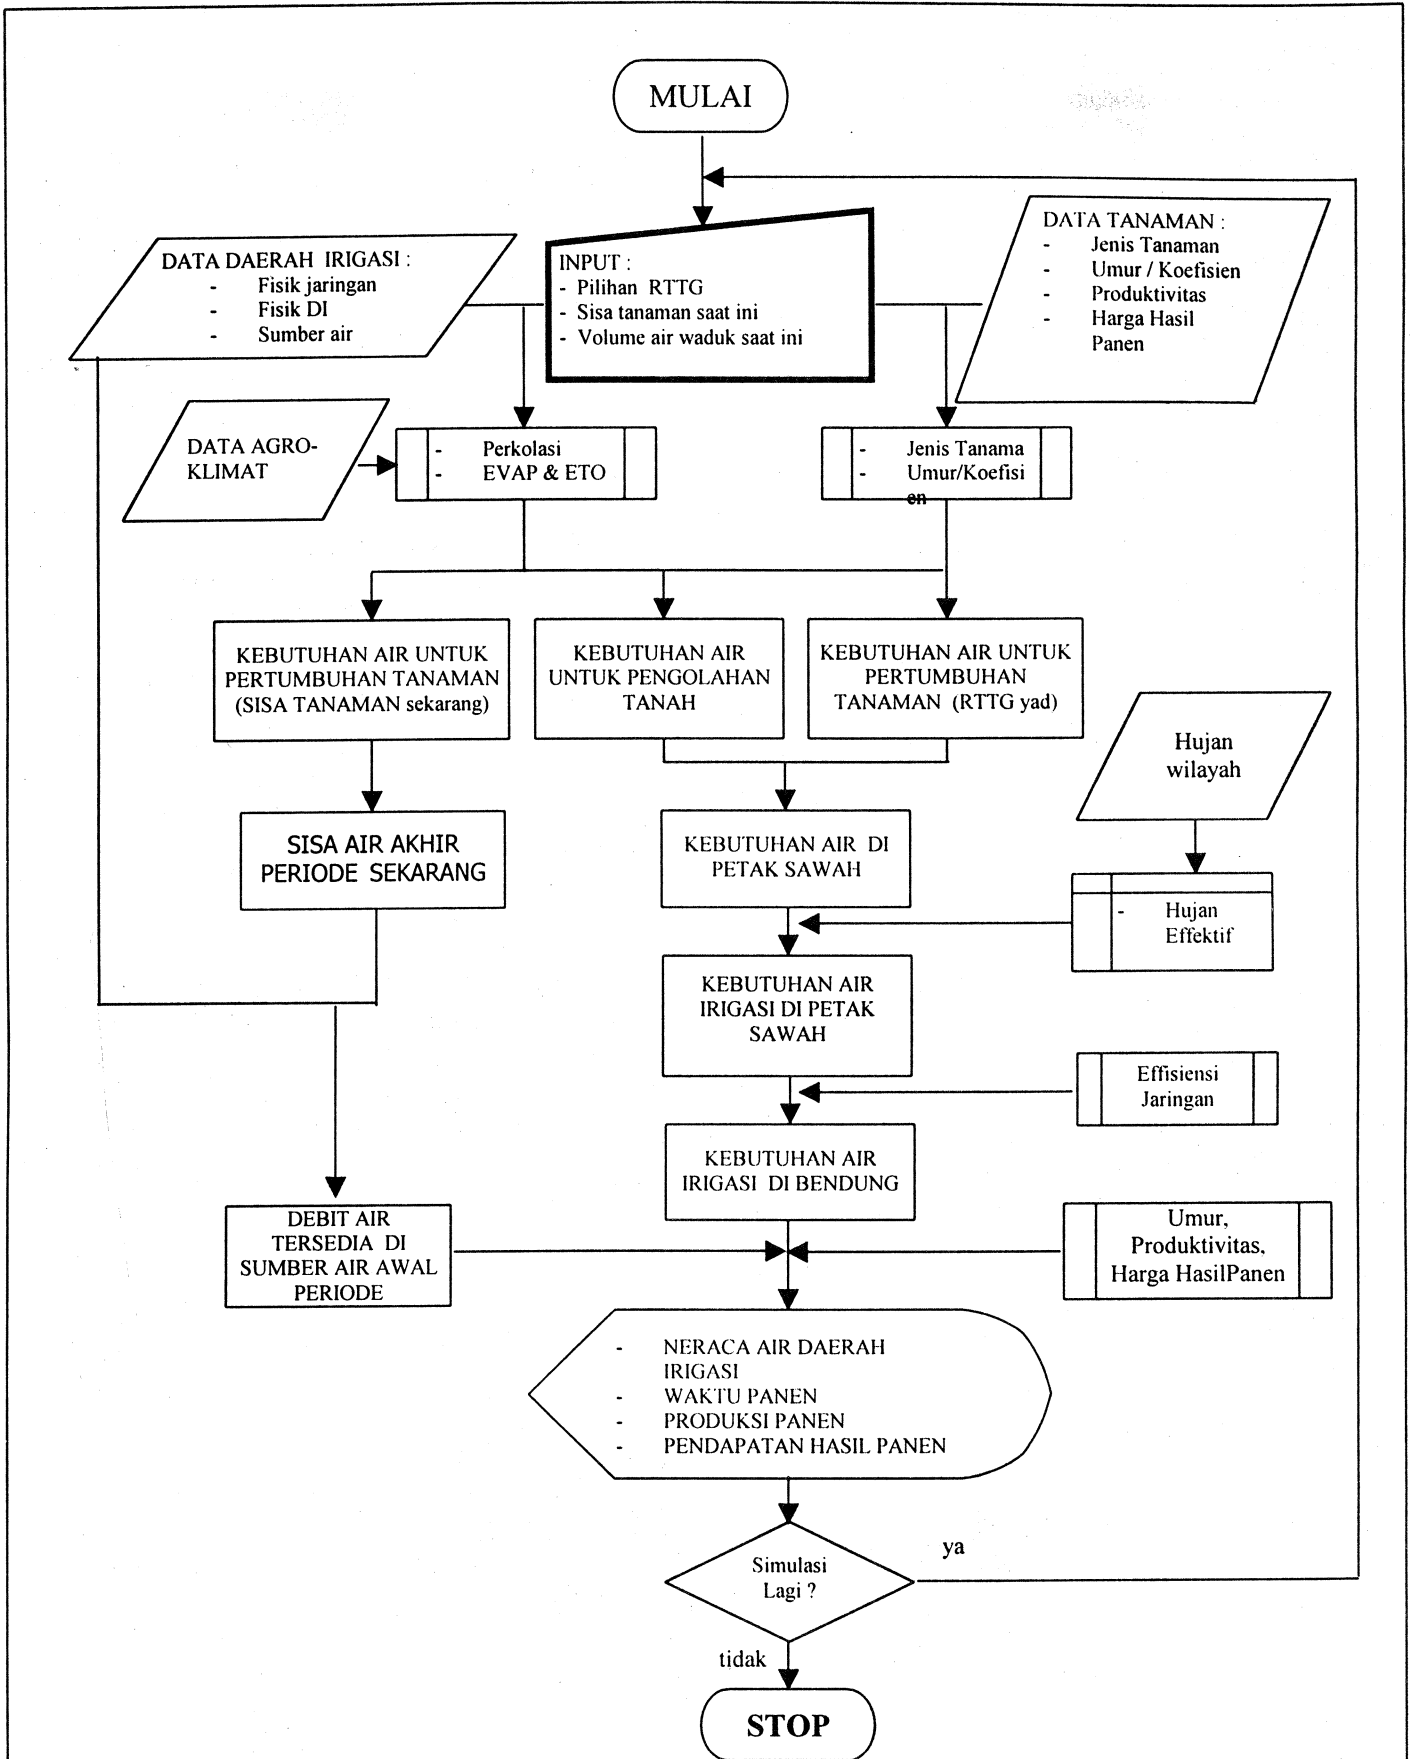 MULAI
DATA DAERAH IRIGASI :
- Fisik jaringan
- Fisik DI
- Sumber air
INPUT :
- Pilihan RTTG
- Sisa tanaman saat ini
- Volume air waduk saat ini
DATA TANAMAN :
- Jenis Tanaman
- Umur / Koefisien
- Produktivitas
- Harga Hasil
Panen
DATA AGRO-
KLIMAT
- Perkolasi
- EVAP & ETO
- Jenis Tanama
- Umur/Koefisi
en
KEBUTUHAN AIR UNTUK
PERTUMBUHAN TANAMAN
(SISA TANAMAN sekarang)
KEBUTUHAN AIR
UNTUK PENGOLAHAN
TANAH
KEBUTUHAN AIR UNTUK
PERTUMBUHAN
TANAMAN (RTTG yad)
Hujan
wilayah
SISA AIR AKHIR
PERIODE SEKARANG
KEBUTUHAN AIR DI
PETAK SAWAH
- Hujan
Effektif
KEBUTUHAN AIR
IRIGASI DI PETAK
SAWAH
Effisiensi
Jaringan
KEBUTUHAN AIR
IRIGASI DI BENDUNG
DEBIT AIR
TERSEDIA DI
SUMBER AIR AWAL
PERIODE
Umur,
Produktivitas,
Harga HasilPanen
- NERACA AIR DAERAH
IRIGASI
- WAKTU PANEN
- PRODUKSI PANEN
- PENDAPATAN HASIL PANEN
Simulasi
Lagi ?
ya
tidak
STOP